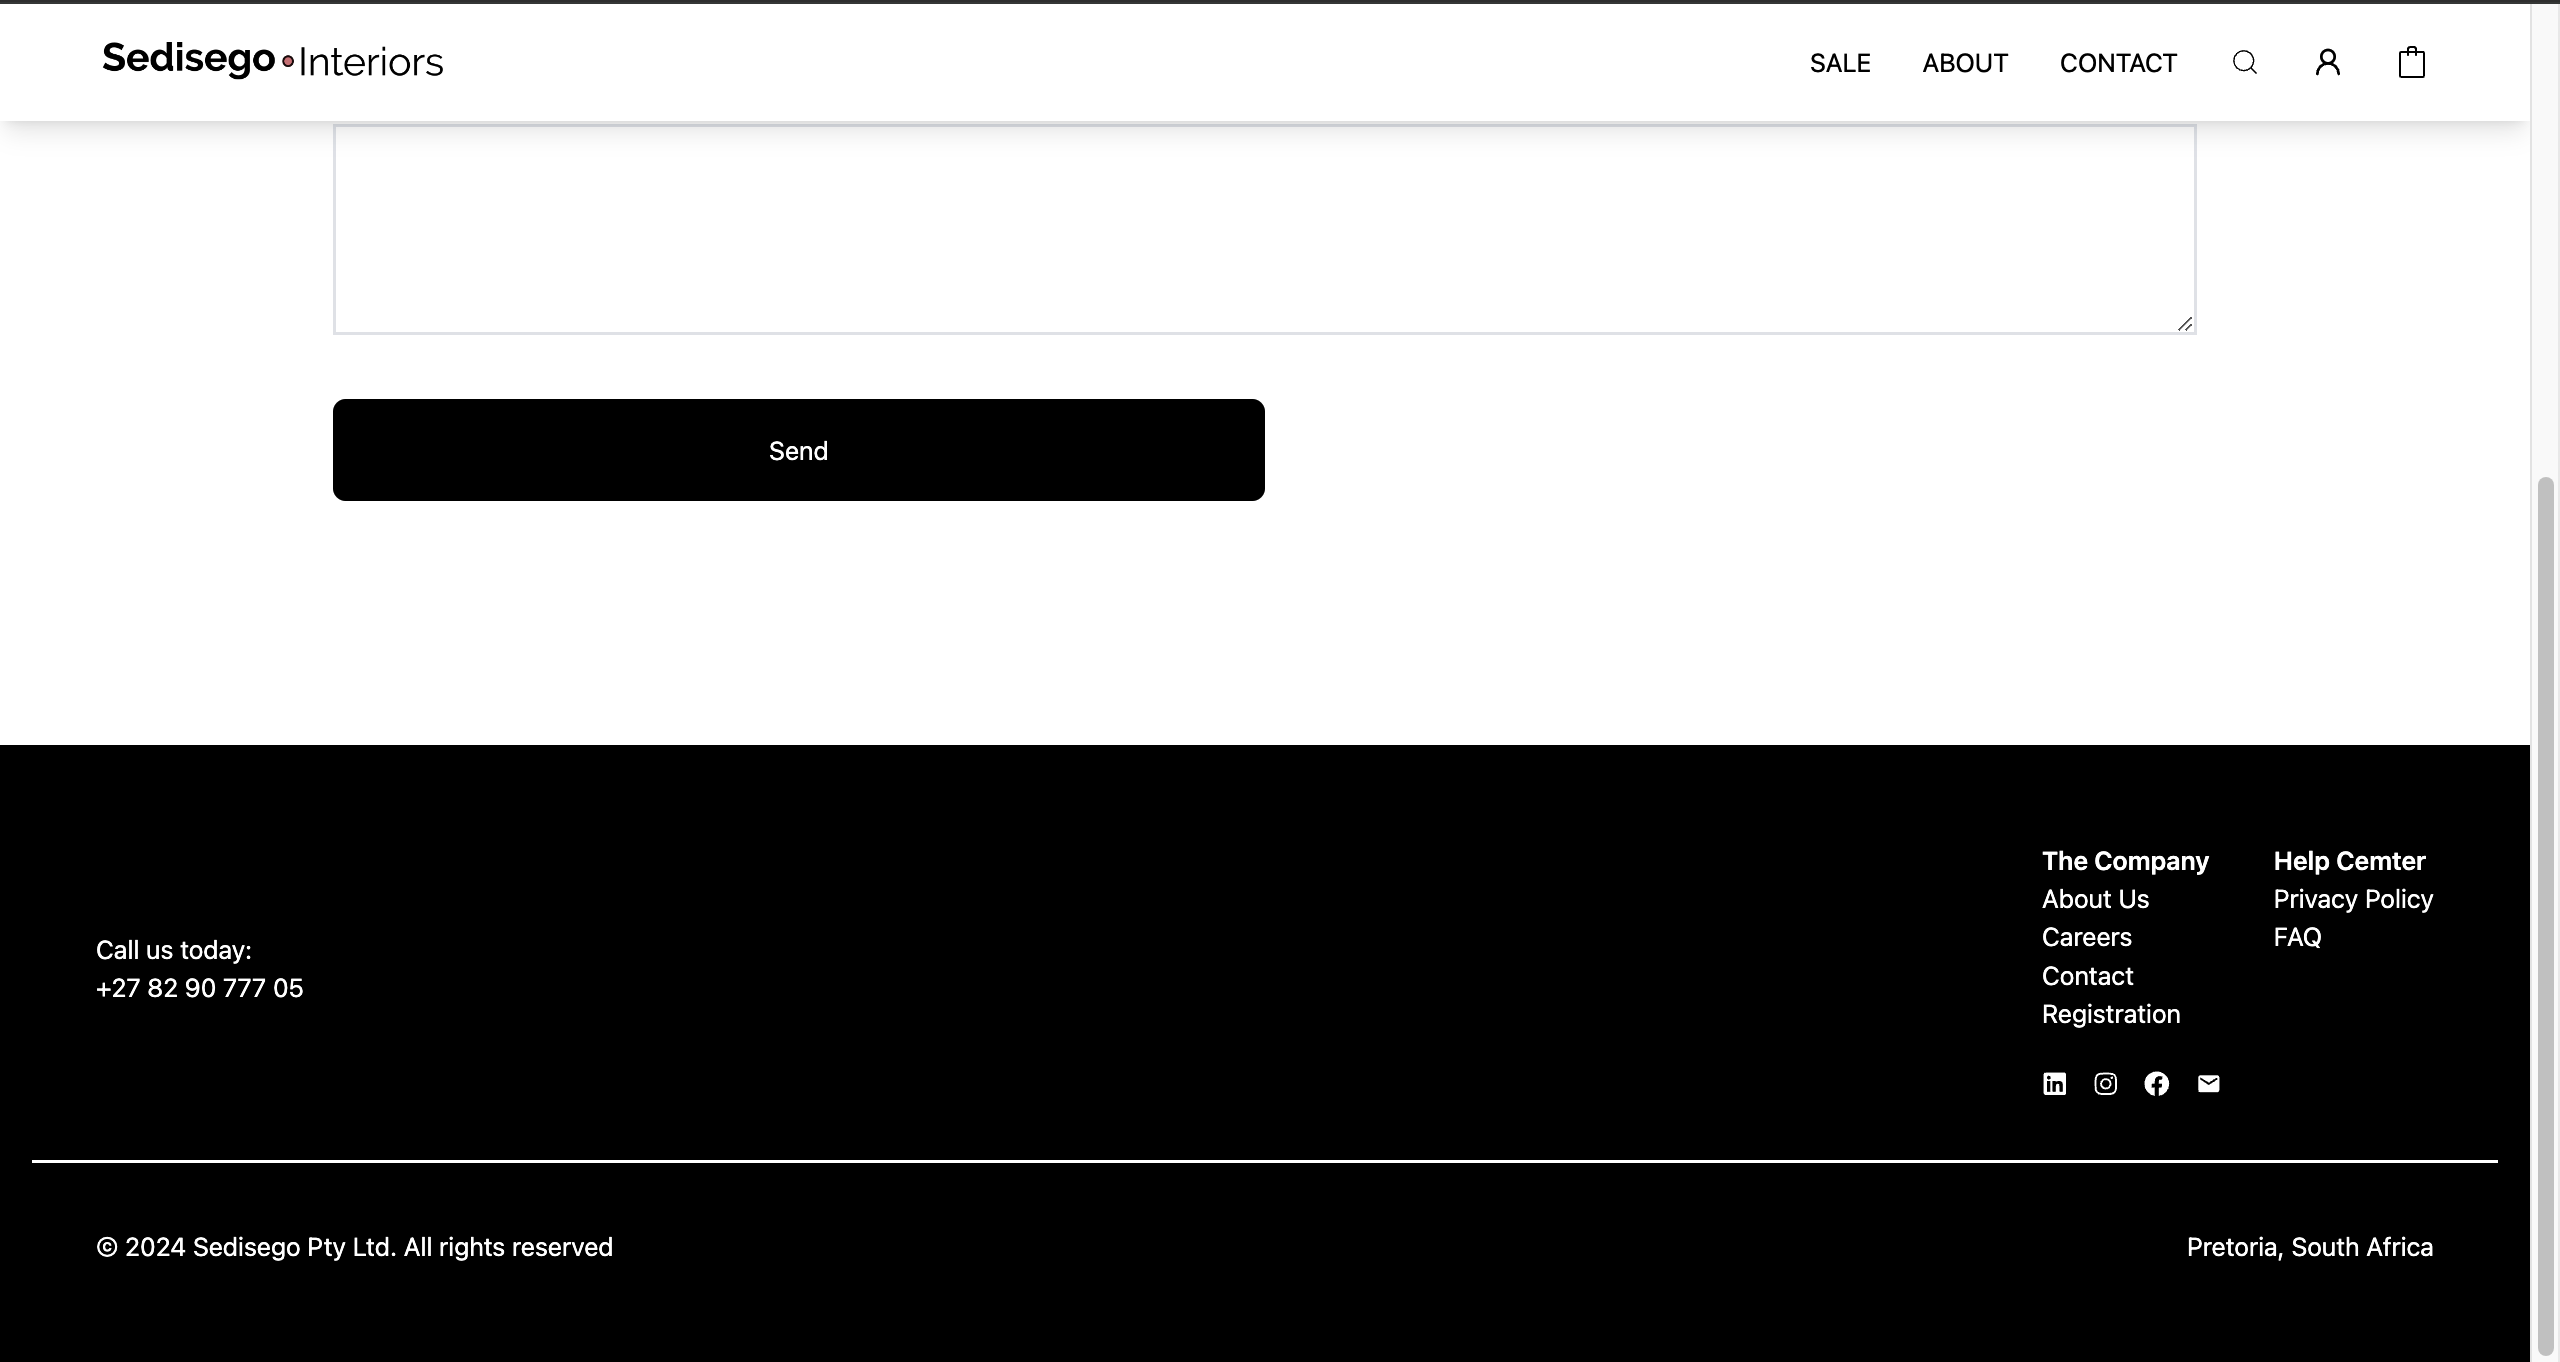 Sedisego Interiors
SALE ABOUT CONTACT
Send
Call us today:
+27 82 90 777 05
The Company
About Us
Careers
Contact
Registration
Help Cemter
Privacy Policy
FAQ
© 2024 Sedisego Pty Ltd. All rights reserved
Pretoria, South Africa